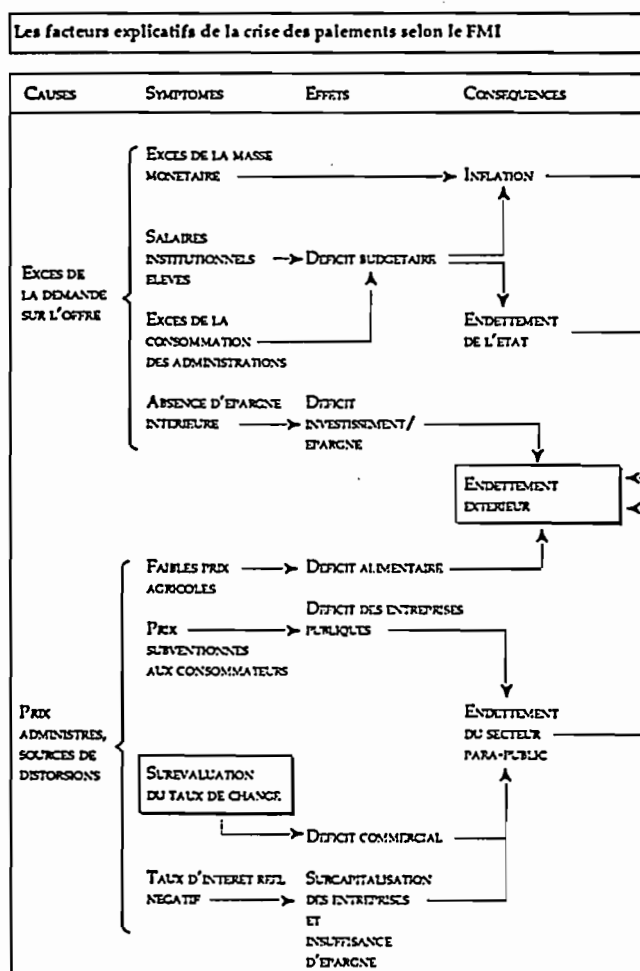 Les facteurs explicatifs de la crise des paiements selon le FMI
CAUSES SYMPTOMES EFFETS CONSEQUENCES
EXCES DE LA MASSE
MONETAIRE
INFLATION
SALAIRES
INSTITUTIONNELS
ELEVES
DEFICIT BUDGETAIRE
EXCES DE
LA DEMANDE
SUR L'OFFRE
EXCES DE LA
CONSOMMATION
DES ADMINISTRATIONS
ENDETTEMENT
DE L'ETAT
ABSENCE D'EPARGNE
INTERIEURE
DEFICIT
INVESTISSEMENT/
EPARGNE
ENDETTEMENT
EXTERIEUR
FAIBLES PRIX
AGRICOLES
DEFICIT ALIMENTAIRE
PRIX
SUBVENTIONNES
AUX CONSOMMATEURS
DEFICIT DES ENTREPRISES
PUBLIQUES
PRIX
ADMINISTRES,
SOURCES DE
DISTORSIONS
ENDETTEMENT
DU SECTEUR
PARA-PUBLIC
SUREVALUATION
DU TAUX DE CHANGE
DEFICIT COMMERCIAL
TAUX D'INTERET REEL
NEGATIF
SURCAPITALISATION
DES ENTREPRISES
ET
INSUFFISANCE
D'EPARGNE